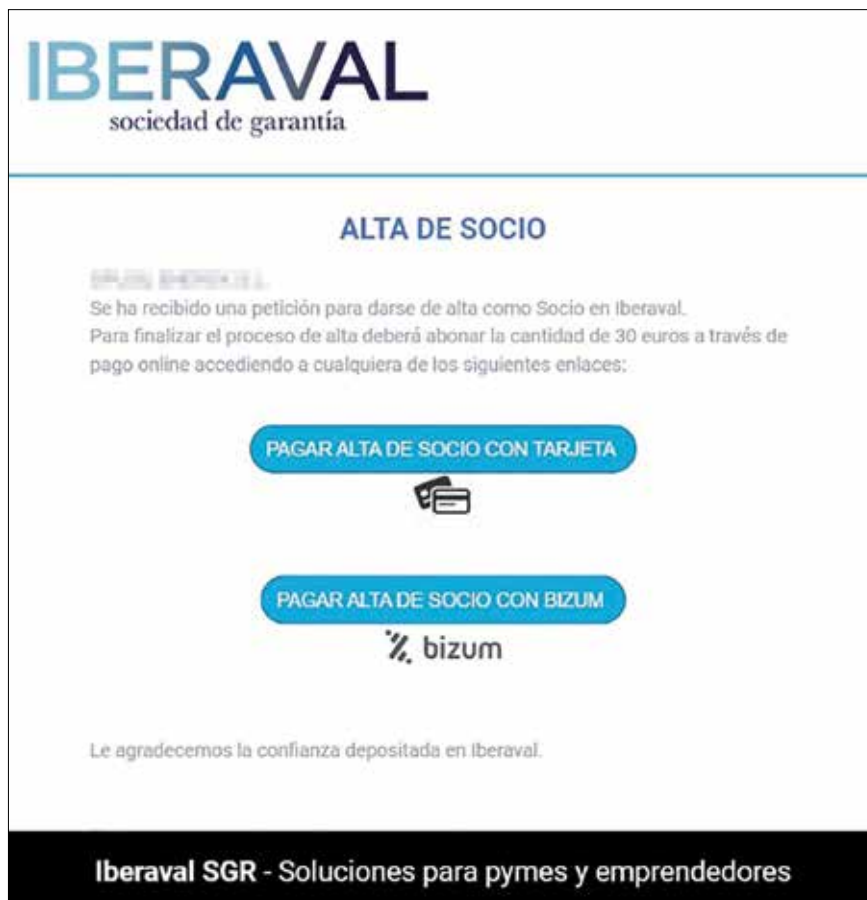 IBERAVAL
sociedad de garantía
ALTA DE SOCIO
Se ha recibido una petición para darse de alta como Socio en Iberaval.
Para finalizar el proceso de alta deberá abonar la cantidad de 30 euros a través de
pago online accediendo a cualquiera de los siguientes enlaces:
PAGAR ALTA DE SOCIO CON TARJETA
PAGAR ALTA DE SOCIO CON BIZUM
bizum
Le agradecemos la confianza depositada en Iberaval.
Iberaval SGR - Soluciones para pymes y emprendedores